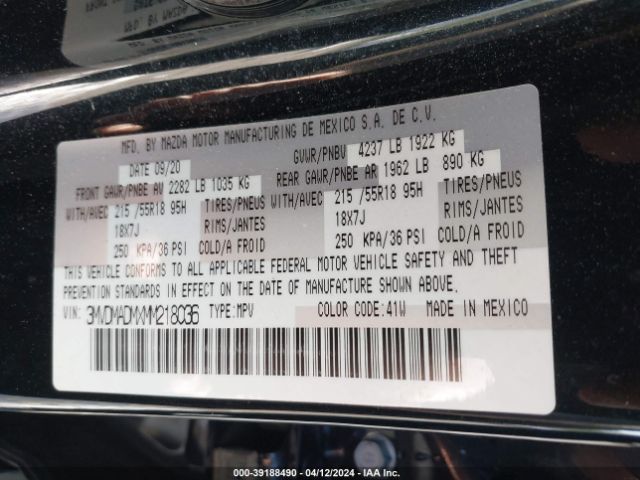 MFD. BY MAZDA MOTOR MANUFACTURING DE MEXICO S.A. DE C.V.
DATE 09/20 GVWR/PNBV 4237 LB 1922 KG
FRONT GAWR/PNBE AV 2282 LB 1035 KG REAR GAWR/PNBE AR 1962 LB 890 KG
WITH/AVEC 215 /55R18 95H TIRES/PNEUS WITH/AVEC 215 /55R18 95H TIRES/PNEUS
18X7J RIMS/JANTES 18X7J RIMS/JANTES
250 KPA/36 PSI COLD/A FROID 250 KPA/36 PSI COLD/A FROID
THIS VEHICLE CONFORMS TO ALL APPLICABLE FEDERAL MOTOR VEHICLE SAFETY AND THEFT
PREVENTION STANDARDS IN EFFECT ON THE DATE OF MANUFACTURE SHOWN ABOVE.
VIN: 3MVDMADMXMM218036 TYPE:MPV COLOR CODE:41W MADE IN MEXICO
000-39188490 - 04/12/2024 - IAA Inc.